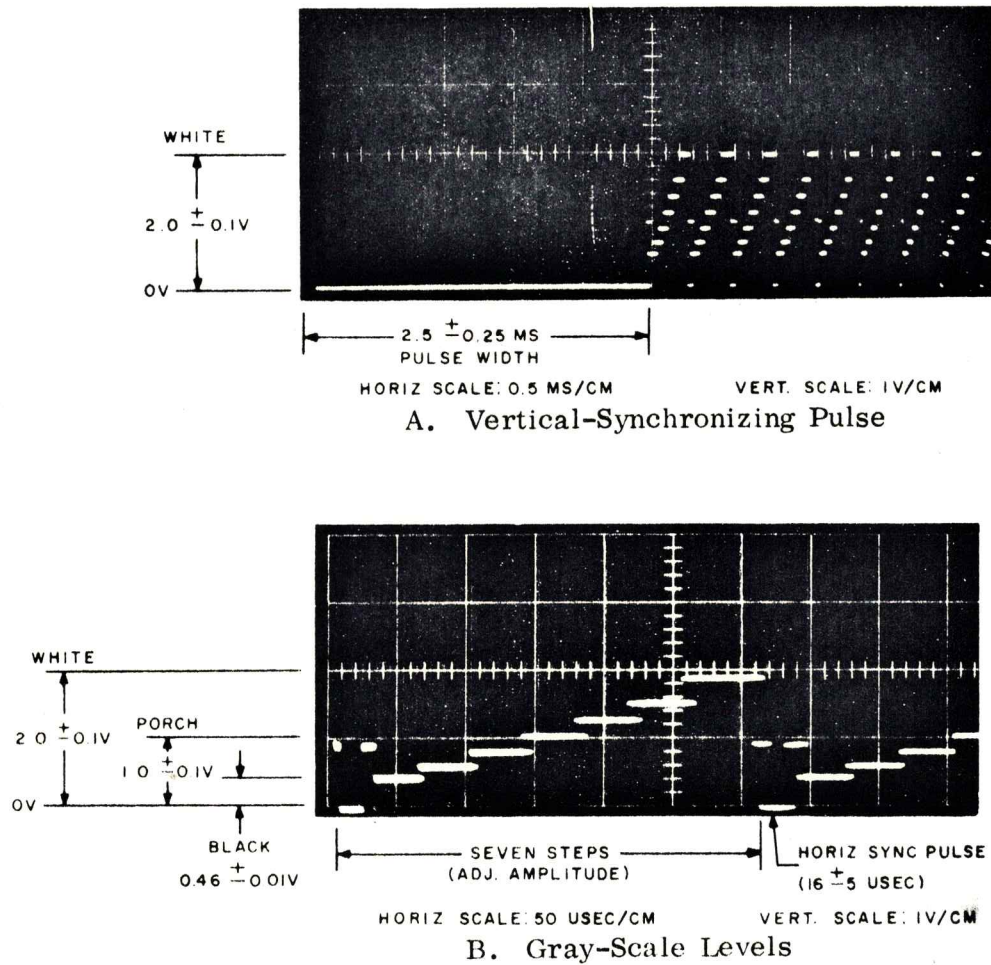 WHITE
2.0 ± 0.1V
0V
2.5 ± 0.25 MS
PULSE WIDTH
HORIZ SCALE: 0.5 MS/CM VERT. SCALE: 1V/CM
A. Vertical-Synchronizing Pulse
WHITE
PORCH
2.0 ± 0.1V
1.0 ± 0.1V
0V
BLACK
0.46 ± 0.01V
SEVEN STEPS
(ADJ. AMPLITUDE)
HORIZ SYNC PULSE
(16 ± 5 USEC)
HORIZ SCALE: 50 USEC/CM VERT. SCALE: 1V/CM
B. Gray-Scale Levels